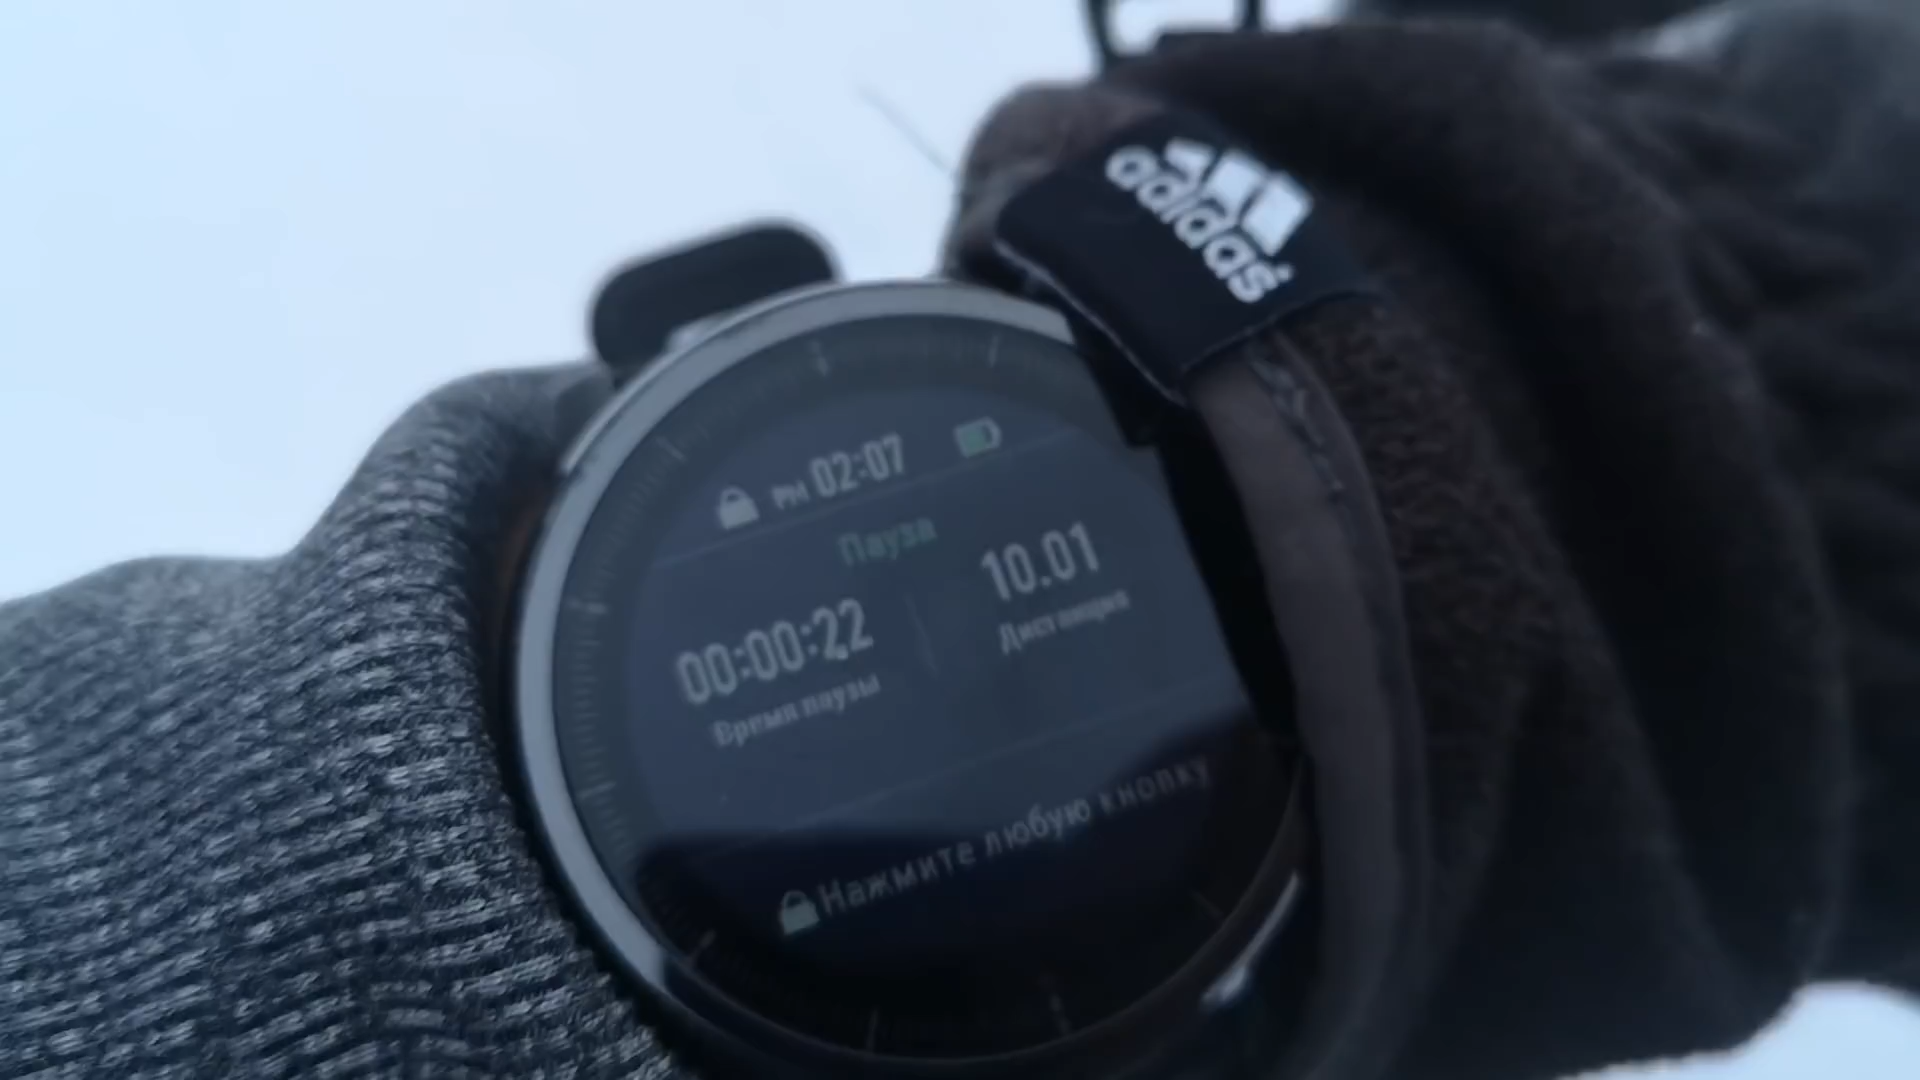 adidas
PM 02:07
Пауза
00:00:22
Время паузы
10.01
Дистанция
Нажмите любую кнопку